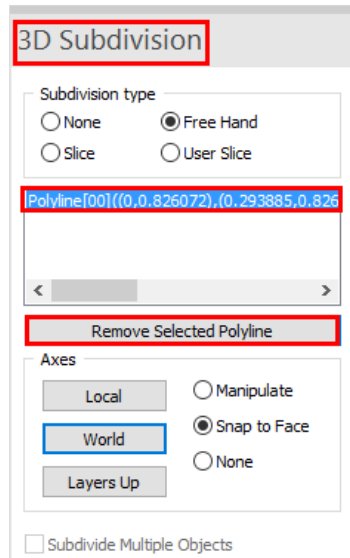 3D Subdivision
Subdivision type
None Free Hand
Slice User Slice
Polyline[00]((0,0.826072),(0.293885,0.826
Remove Selected Polyline
Axes
Local Manipulate
World Snap to Face
Layers Up None
Subdivide Multiple Objects